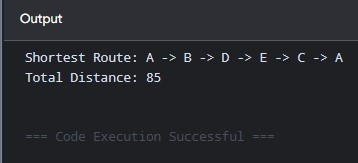 Output
Shortest Route: A -> B -> D -> E -> C -> A
Total Distance: 85
=== Code Execution Successful ===